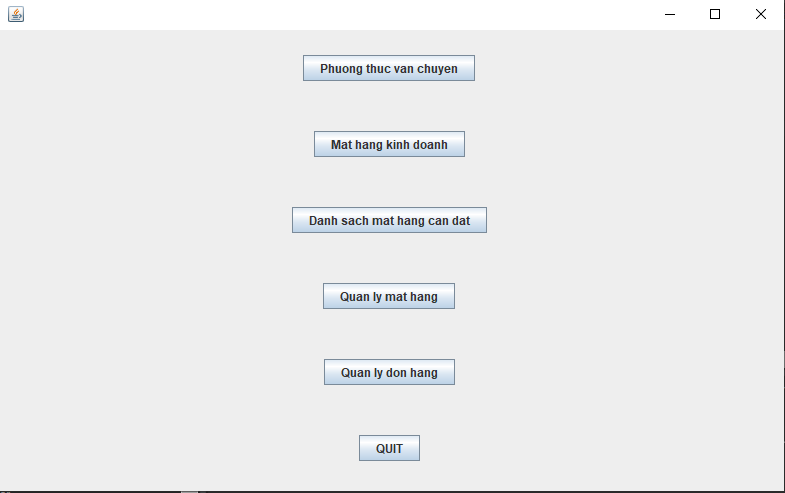 Phuong thuc van chuyen
Mat hang kinh doanh
Danh sach mat hang can dat
Quan ly mat hang
Quan ly don hang
QUIT